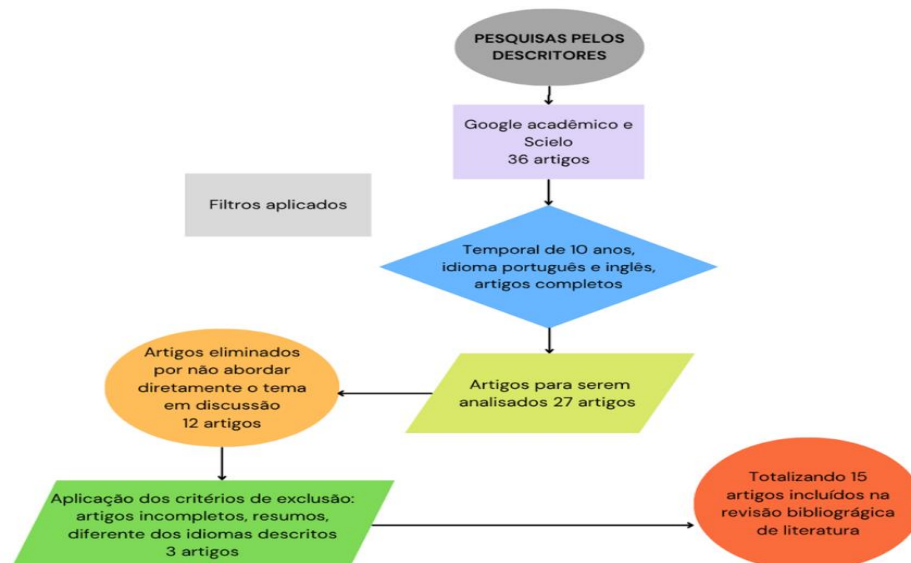 PESQUISAS PELOS
DESCRITORES
Google acadêmico e
Scielo
36 artigos
Filtros aplicados
Temporal de 10 anos,
idioma português e inglês,
artigos completos
Artigos para serem
analisados 27 artigos
Artigos eliminados
por não abordar
diretamente o tema
em discussão
12 artigos
Aplicação dos critérios de exclusão:
artigos incompletos, resumos,
diferente dos idiomas descritos
3 artigos
Totalizando 15
artigos incluídos na
revisão bibliográgica
de literatura